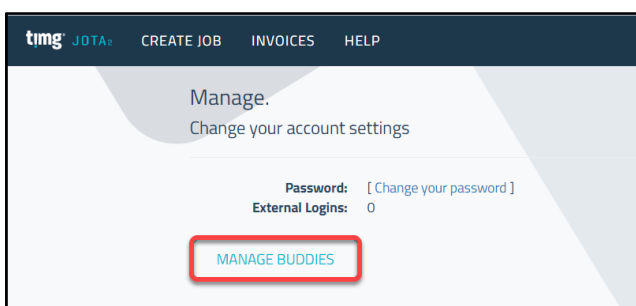 timg JOTA2 CREATE JOB INVOICES HELP
Manage.
Change your account settings
Password: [ Change your password ]
External Logins: 0
MANAGE BUDDIES